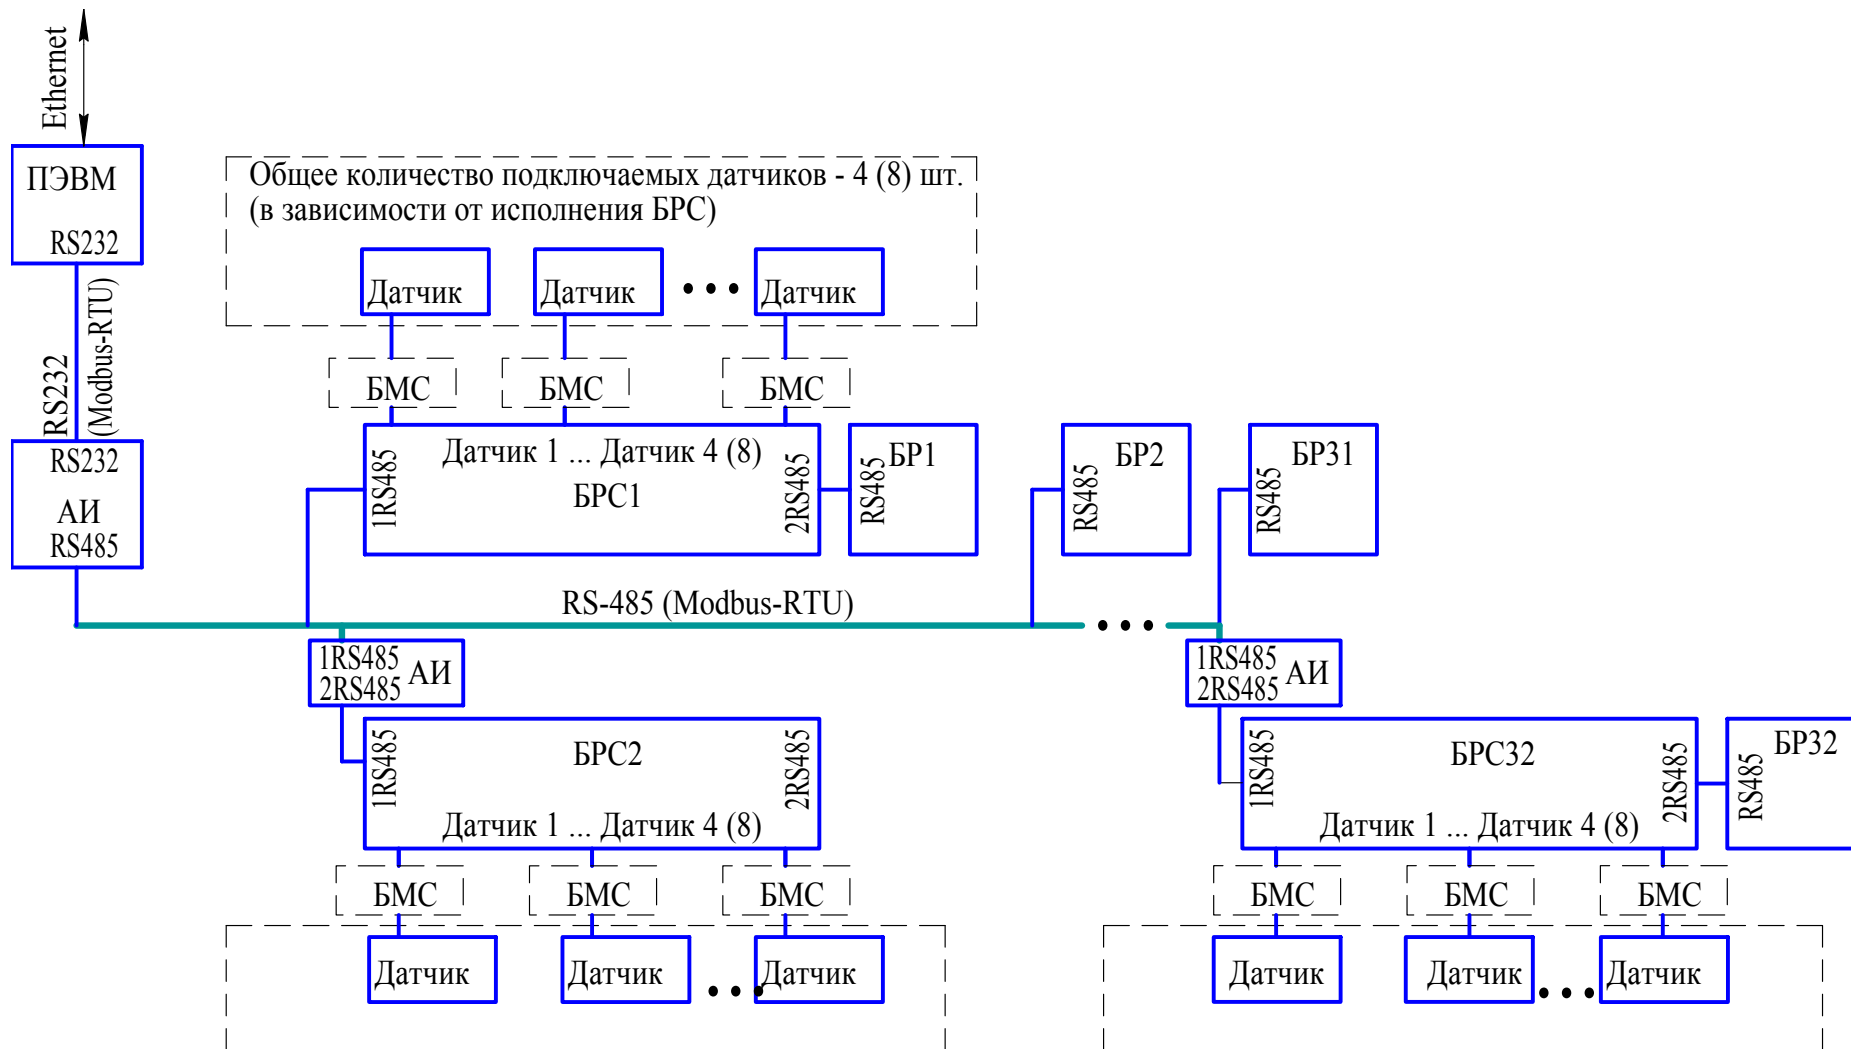 Ethernet
ПЭВМ
RS232
RS232
(Modbus-RTU)
RS232
АИ
RS485
Общее количество подключаемых датчиков - 4 (8) шт.
(в зависимости от исполнения БРС)
Датчик
Датчик
Датчик
БМС
БМС
БМС
1RS485
Датчик 1 ... Датчик 4 (8)
БРС1
2RS485
БР1
RS485
БР2
RS485
БР31
RS485
RS-485 (Modbus-RTU)
1RS485
2RS485
АИ
1RS485
2RS485
АИ
1RS485
БРС2
2RS485
Датчик 1 ... Датчик 4 (8)
1RS485
БРС32
2RS485
Датчик 1 ... Датчик 4 (8)
БР32
RS485
БМС
БМС
БМС
БМС
БМС
БМС
Датчик
Датчик
Датчик
Датчик
Датчик
Датчик